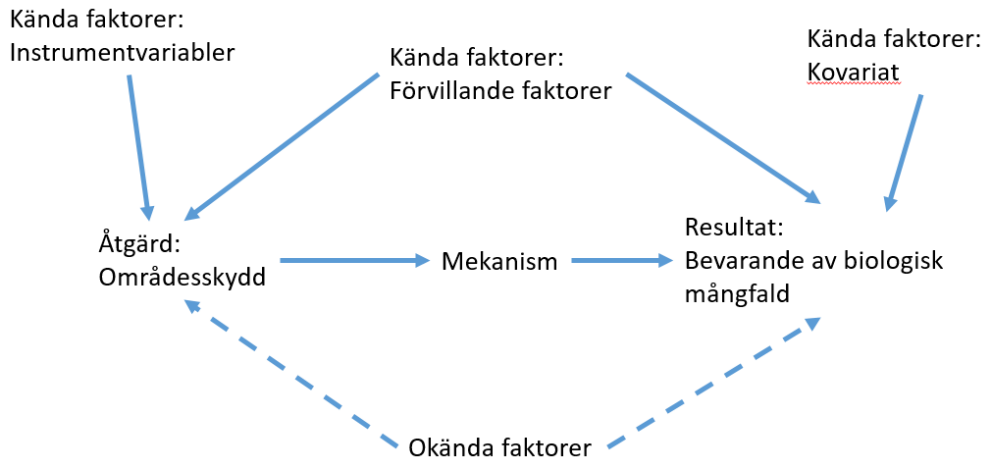 Kända faktorer:
Instrumentvariabler
Kända faktorer:
Förvillande faktorer
Kända faktorer:
Kovariat
Åtgärd:
Områdesskydd
Mekanism
Resultat:
Bevarande av biologisk
mångfald
Okända faktorer